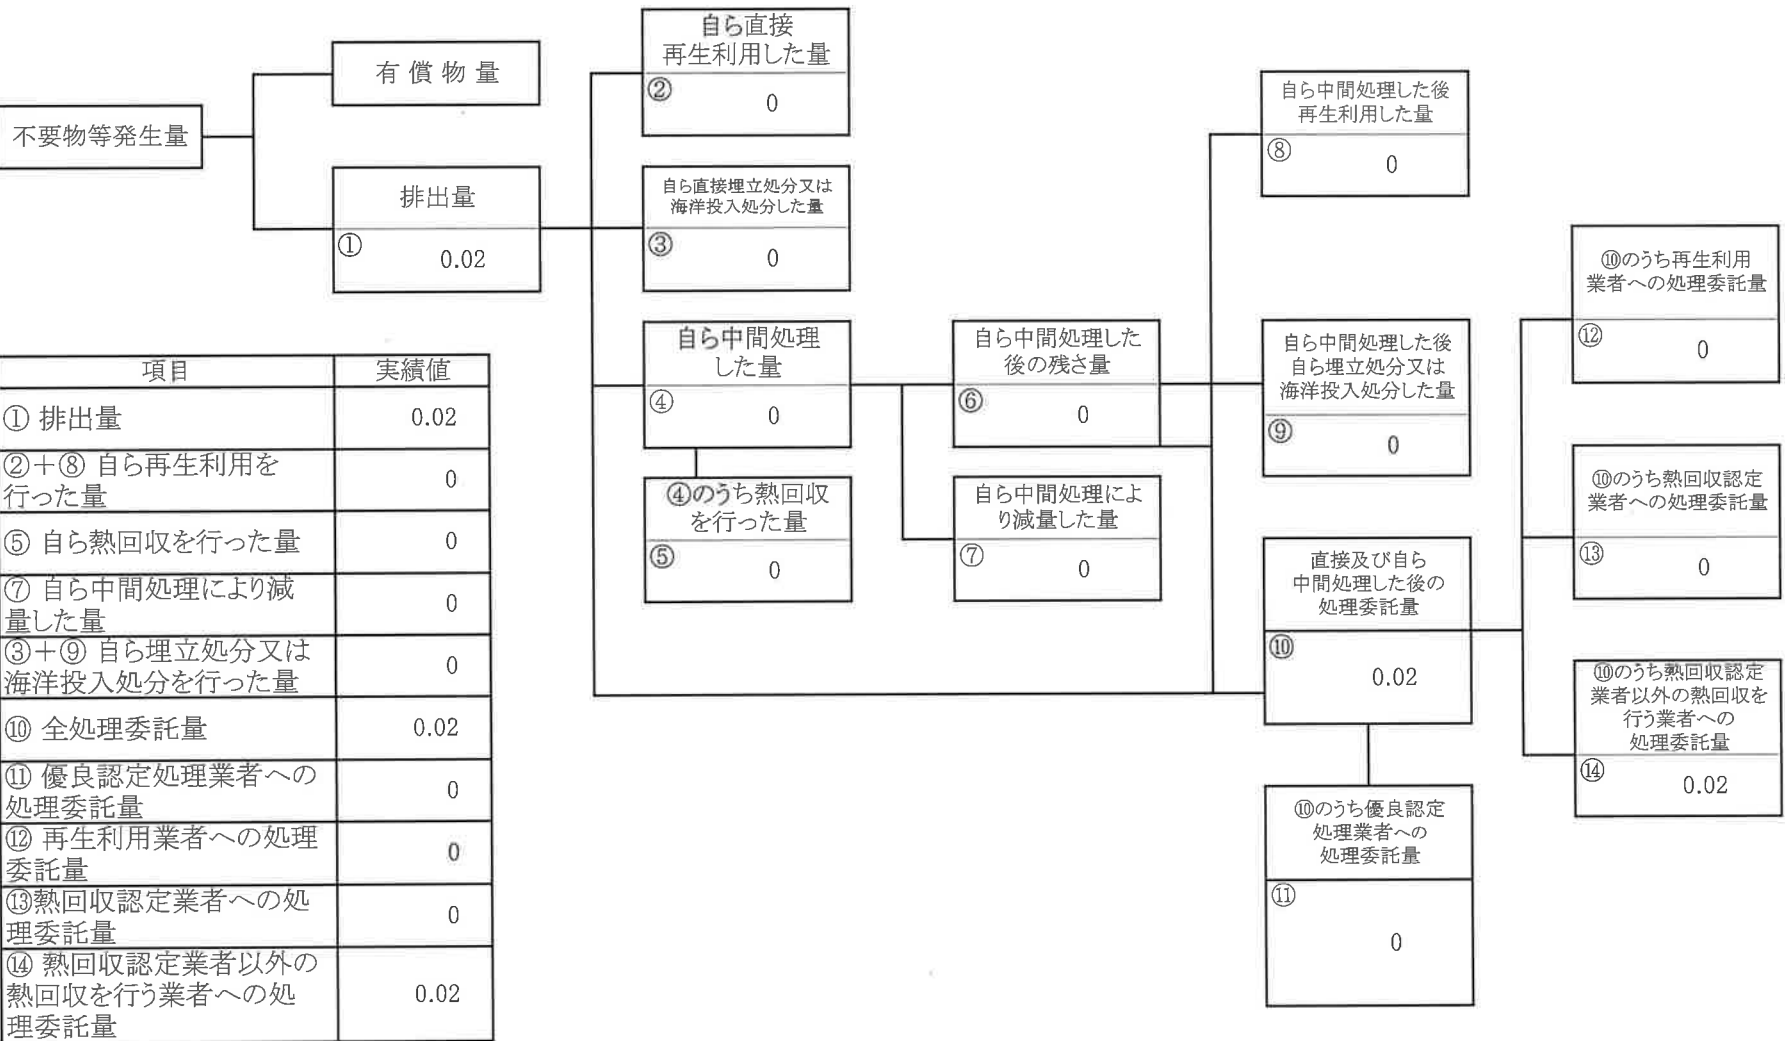 不要物等発生量
有償物量
排出量
①
0.02
自ら直接
再生利用した量
②
0
自ら直接埋立処分又は
海洋投入処分した量
③
0
自ら中間処理
した量
④
0
④のうち熱回収
を行った量
⑤
0
自ら中間処理した
後の残さ量
⑥
0
自ら中間処理によ
り減量した量
⑦
0
自ら中間処理した後
再生利用した量
⑧
0
自ら中間処理した後
自ら埋立処分又は
海洋投入処分した量
⑨
0
直接及び自ら
中間処理した後の
処理委託量
⑩
0.02
⑩のうち優良認定
処理業者への
処理委託量
⑪
0
⑩のうち再生利用
業者への処理委託量
⑫
0
⑩のうち熱回収認定
業者への処理委託量
⑬
0
⑩のうち熱回収認定
業者以外の熱回収を
行う業者への
処理委託量
⑭
0.02
項目 実績値
① 排出量 0.02
②＋⑧ 自ら再生利用を
行った量 0
⑤ 自ら熱回収を行った量 0
⑦ 自ら中間処理により減
量した量 0
③＋⑨ 自ら埋立処分又は
海洋投入処分を行った量 0
⑩ 全処理委託量 0.02
⑪ 優良認定処理業者への
処理委託量 0
⑫ 再生利用業者への処理
委託量 0
⑬熱回収認定業者への処
理委託量 0
⑭ 熱回収認定業者以外の
熱回収を行う業者への処
理委託量 0.02